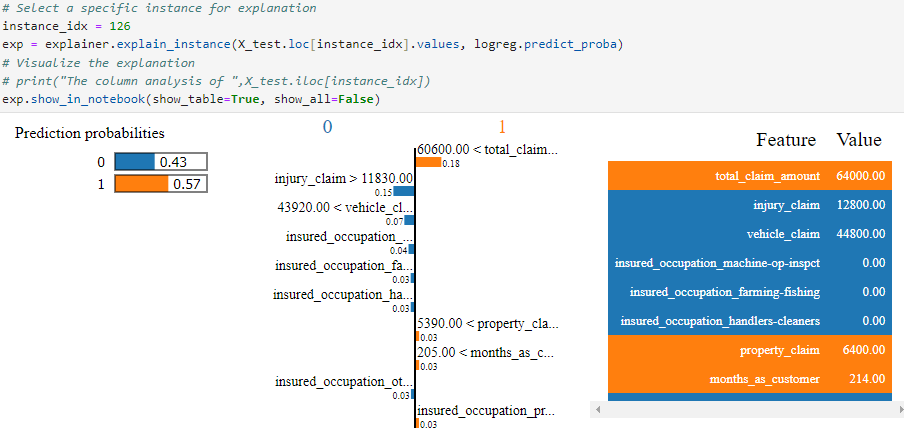 # Select a specific instance for explanation
instance_idx = 126
exp = explainer.explain_instance(X_test.loc[instance_idx].values, logreg.predict_proba)
# Visualize the explanation
# print("The column analysis of ",X_test.iloc[instance_idx])
exp.show_in_notebook(show_table=True, show_all=False)
Prediction probabilities
0 0.43
1 0.57
0 1
60600.00 < total_claim...
0.18
injury_claim > 11830.00
0.15
43920.00 < vehicle_cl...
0.07
insured_occupation_...
0.04
insured_occupation_fa...
0.03
insured_occupation_ha...
0.03
5390.00 < property_cla...
0.03
205.00 < months_as_c...
0.03
insured_occupation_ot...
0.03
insured_occupation_pr...
0.03
Feature Value
total_claim_amount 64000.00
injury_claim 12800.00
vehicle_claim 44800.00
insured_occupation_machine-op-inspct 0.00
insured_occupation_farming-fishing 0.00
insured_occupation_handlers-cleaners 0.00
property_claim 6400.00
months_as_customer 214.00